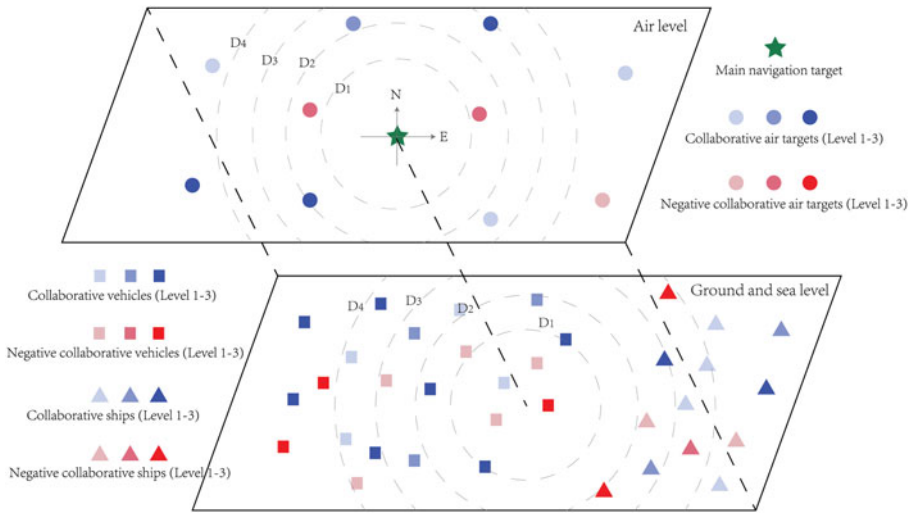 Air level
D4
D3
D2
D1
N
E
Main navigation target
Collaborative air targets (Level 1-3)
Negative collaborative air targets (Level 1-3)
Collaborative vehicles (Level 1-3)
Negative collaborative vehicles (Level 1-3)
Collaborative ships (Level 1-3)
Negative collaborative ships (Level 1-3)
Ground and sea level
D4
D3
D2
D1